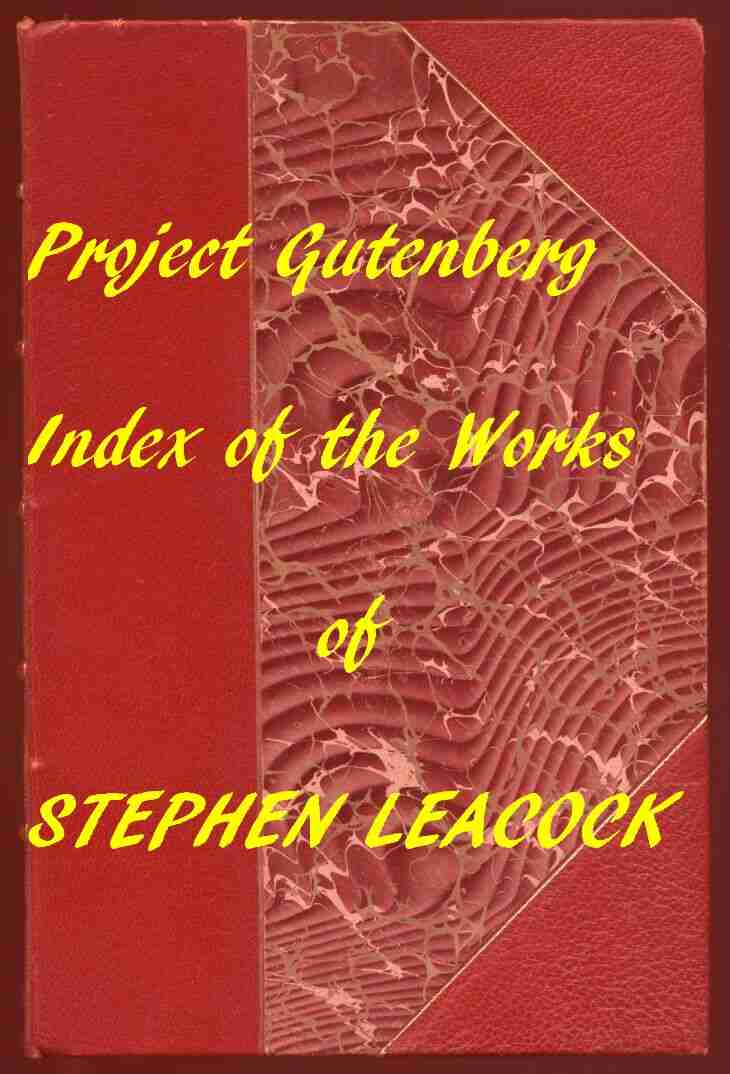 Project Gutenberg
Index of the Works
of
STEPHEN LEACOCK